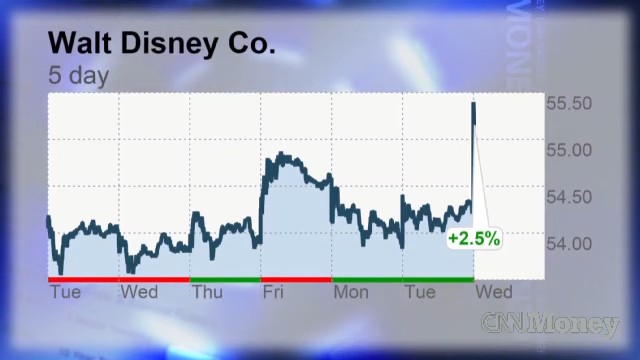 Walt Disney Co.
5 day
55.50
55.00
54.50
54.00
+2.5%
Tue Wed Thu Fri Mon Tue Wed
CNNMoney
MONEY